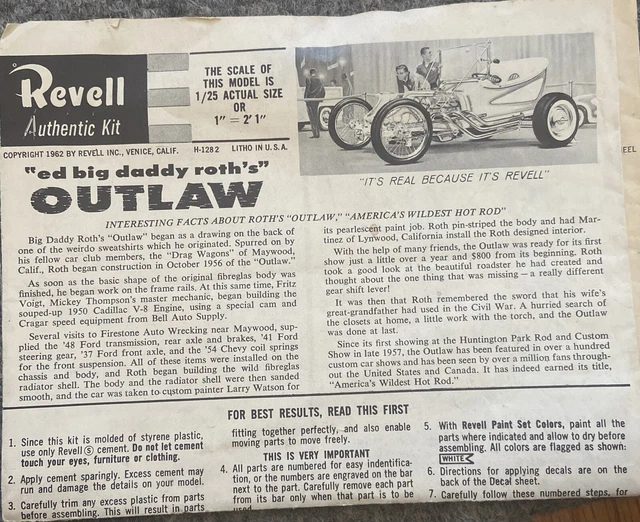 Revell
Authentic Kit
THE SCALE OF
THIS MODEL IS
1/25 ACTUAL SIZE
OR
1" = 2' 1"
COPYRIGHT 1962 BY REVELL INC., VENICE, CALIF. H-1282 LITHO IN U.S.A.
"ed big daddy roth's"
OUTLAW
"IT'S REAL BECAUSE IT'S REVELL"
EEL
INTERESTING FACTS ABOUT ROTH'S "OUTLAW," "AMERICA'S WILDEST HOT ROD"
Big Daddy Roth's "Outlaw" began as a drawing on the back of
one of the weirdo sweatshirts which he originated. Spurred on by
his fellow car club members, the "Drag Wagons" of Maywood,
Calif., Roth began construction in October 1956 of the "Outlaw."
As soon as the basic shape of the original fibreglas body was
finished, he began work on the frame rails. At this same time, Fritz
Voigt, Mickey Thompson's master mechanic, began building the
souped-up 1950 Cadillac V-8 Engine, using a special cam and
Cragar speed equipment from Bell Auto Supply.
Several visits to Firestone Auto Wrecking near Maywood, sup-
plied the '48 Ford transmission, rear axle and brakes, '41 Ford
steering gear, '37 Ford front axle, and the '54 Chevy coil springs
for the front suspension. All of these items were installed on the
chassis and body, and Roth began building the wild fibreglas
radiator shell. The body and the radiator shell were then sanded
smooth, and the car was taken to custom painter Larry Watson for
its pearlescent paint job. Roth pin-striped the body and had Mar-
tinez of Lynwood, California install the Roth designed interior.
With the help of many friends, the Outlaw was ready for its first
show just a little over a year and $800 from its beginning. Roth
took a good look at the beautiful roadster he had created and
thought about the one thing that was missing — a really different
gear shift lever!
It was then that Roth remembered the sword that his wife's
great-grandfather had used in the Civil War. A hurried search of
the closets at home, a little work with the torch, and the Outlaw
was done at last.
Since its first showing at the Huntington Park Rod and Custom
Show in late 1957, the Outlaw has been featured in over a hundred
custom car shows and has been seen by over a million fans through-
out the United States and Canada. It has indeed earned its title,
"America's Wildest Hot Rod."
FOR BEST RESULTS, READ THIS FIRST
1. Since this kit is molded of styrene plastic,
use only Revell Ⓢ cement. Do not let cement
touch your eyes, furniture or clothing.
2. Apply cement sparingly. Excess cement may
run and damage the details on your model.
3. Carefully trim any excess plastic from parts
before assembling. This will result in parts
fitting together perfectly, and also enable
moving parts to move freely.
THIS IS VERY IMPORTANT
4. All parts are numbered for easy indentifica-
tion, or the numbers are engraved on the bar
next to the part. Carefully remove each part
from its bar only when that part is to be
used.
5. With Revell Paint Set Colors, paint all the
parts where indicated and allow to dry before
assembling. All colors are flagged as shown:
WHITE
6. Directions for applying decals are on the
back of the Decal sheet.
7. Carefully follow these numbered steps, for